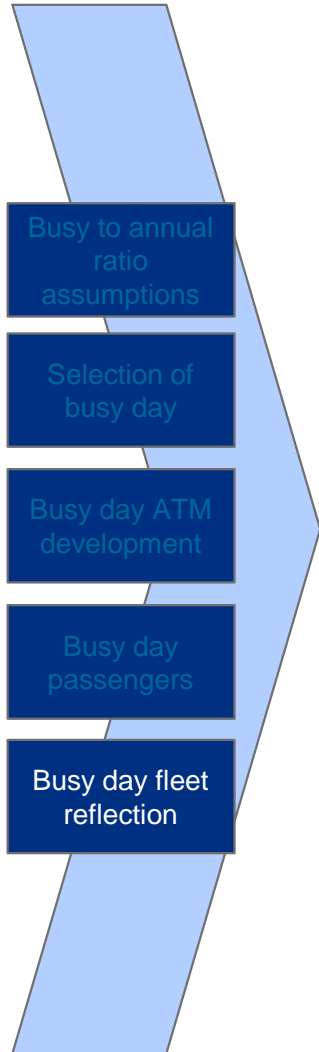 Busy to annual
ratio
assumptions
Selection of
busy day
Busy day ATM
development
Busy day
passengers
Busy day fleet
reflection